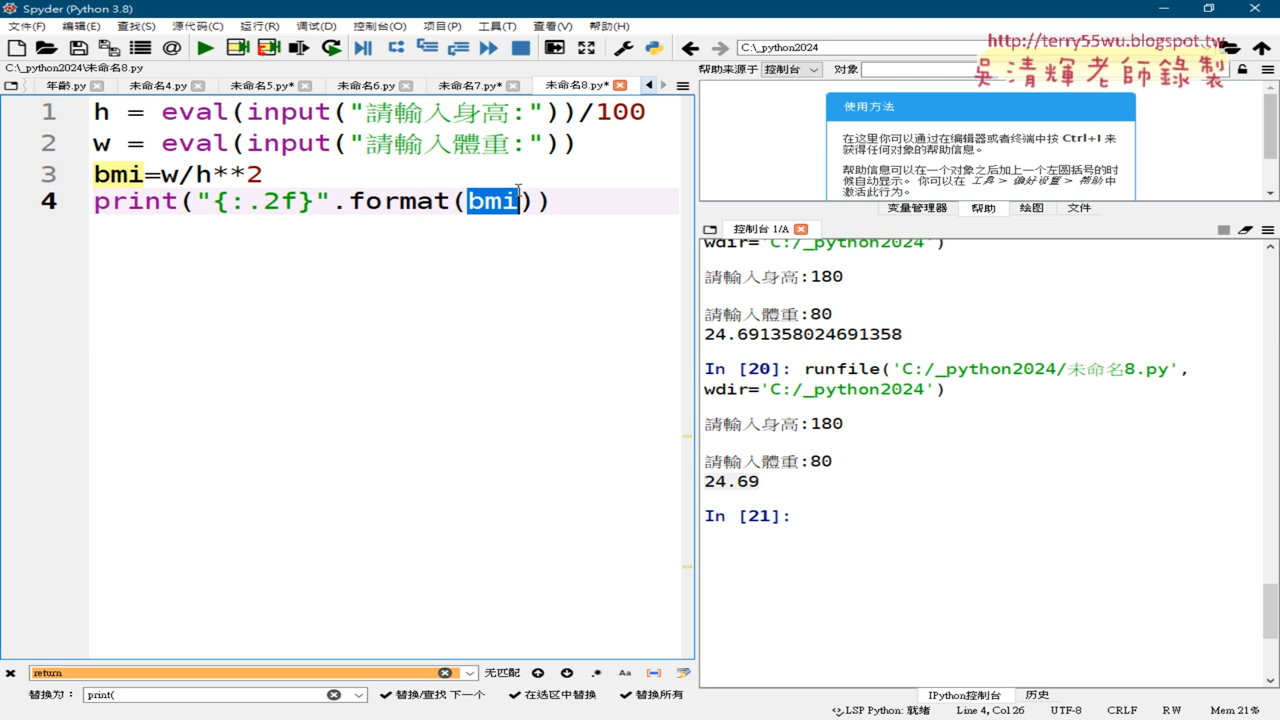 Spyder (Python 3.8)
文件(F) 编辑(E) 查找(S) 源代码(C) 运行(R) 调试(D) 控制台(O) 项目(P) 工具(T) 查看(V) 帮助(H)
C:\_python2024
http://terry55wu.blogspot.tw
吳清輝老師錄製
C:\_python2024\未命名8.py
帮助来源于 控制台 对象
年齡.py 未命名4.py 未命名5.py* 未命名6.py 未命名7.py* 未命名8.py*
1 h = eval(input("請輸入身高:"))/100
2 w = eval(input("請輸入體重:"))
3 bmi=w/h**2
4 print("{:.2f}".format(bmi))
使用方法
在这里你可以通过在编辑器或者终端中按 Ctrl+I 来
获得任何对象的帮助信息。
帮助信息可以在一个对象之后加上一个左圆括号的时
候自动显示。 你可以在 工具 > 偏好设置 > 帮助 中
激活此行为。
变量管理器 帮助 绘图 文件
控制台 1/A
wdir='C:/_python2024')
請輸入身高:180
請輸入體重:80
24.691358024691358
In [20]: runfile('C:/_python2024/未命名8.py',
wdir='C:/_python2024')
請輸入身高:180
請輸入體重:80
24.69
In [21]:
return 无匹配 .* Aa
替换为: print( 替换/查找 下一个 在选区中替换 替换所有
IPython控制台 历史
LSP Python: 就绪 Line 4, Col 26 UTF-8 CRLF RW Mem 21%